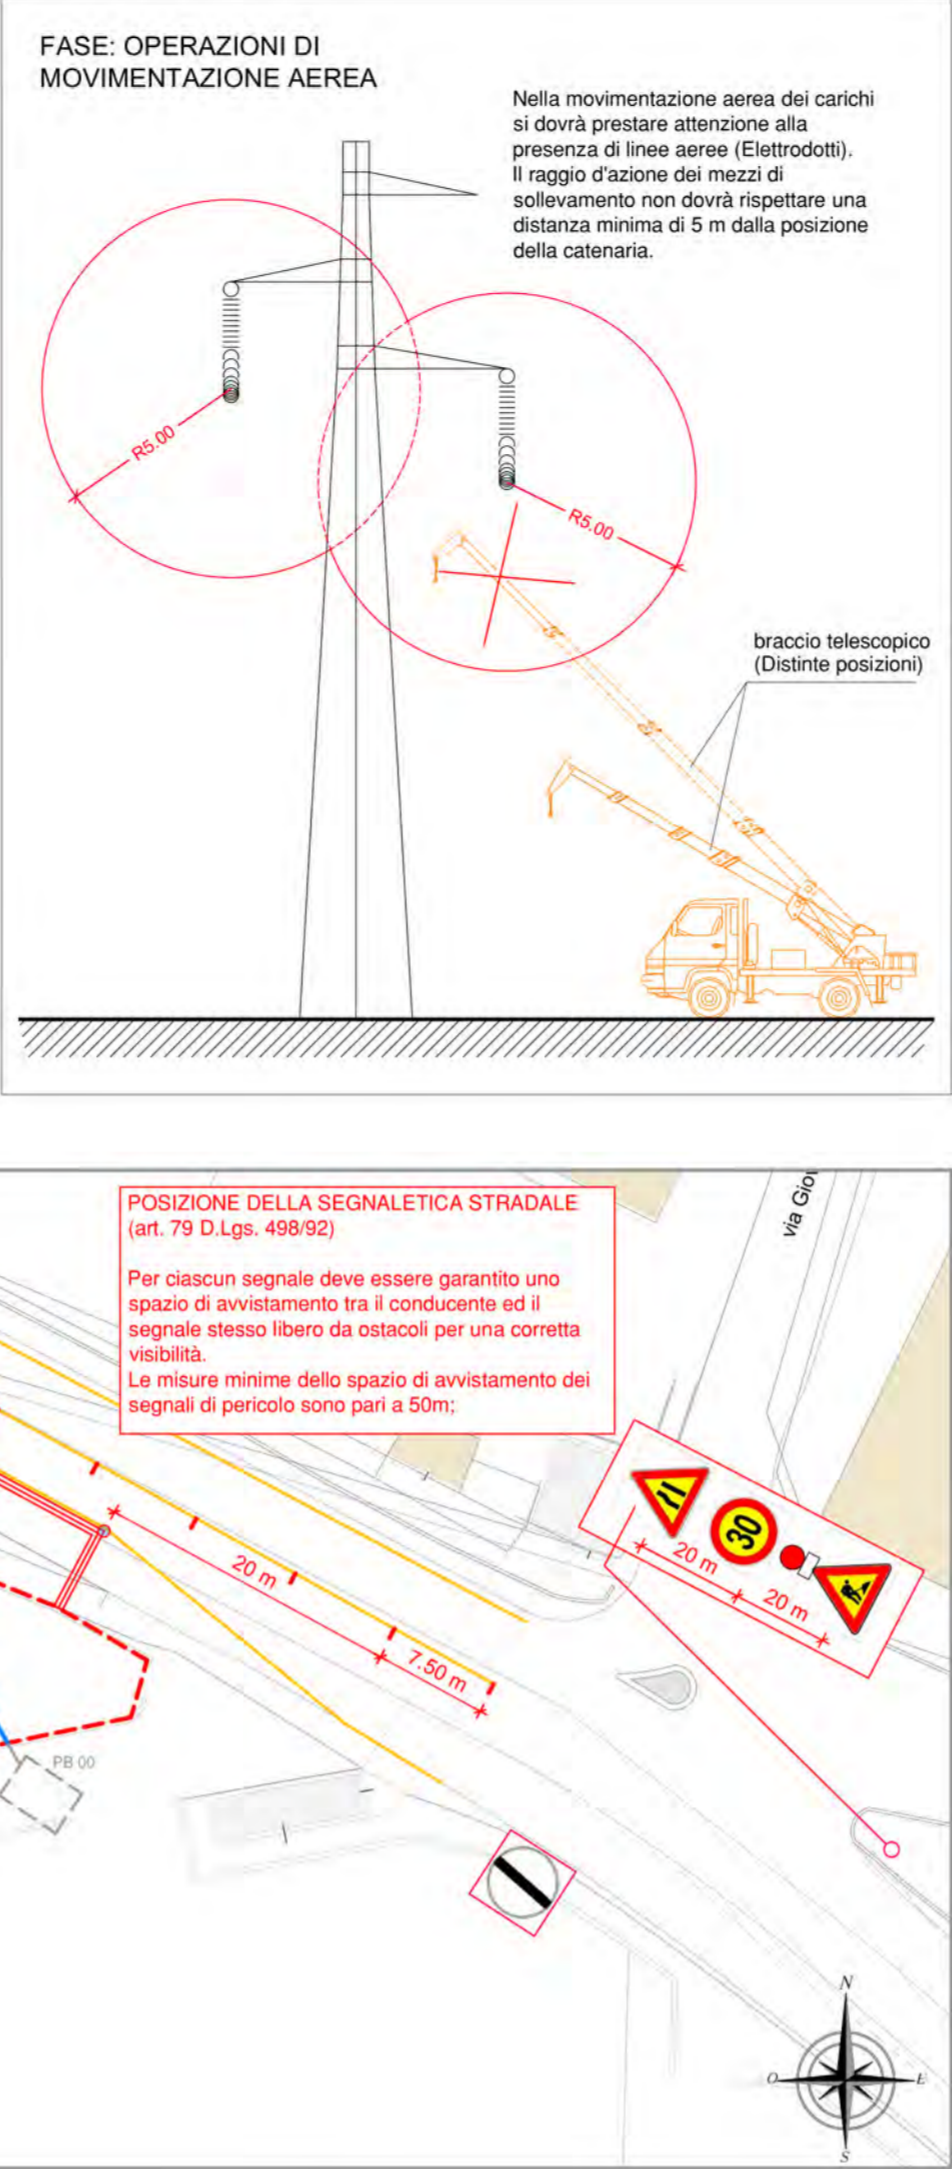 FASE: OPERAZIONI DI
MOVIMENTAZIONE AEREA
Nella movimentazione aerea dei carichi
si dovrà prestare attenzione alla
presenza di linee aeree (Elettrodotti).
Il raggio d'azione dei mezzi di
sollevamento non dovrà rispettare una
distanza minima di 5 m dalla posizione
della catenaria.
R5.00
R5.00
braccio telescopico
(Distinte posizioni)
POSIZIONE DELLA SEGNALETICA STRADALE
(art. 79 D.Lgs. 498/92)
Per ciascun segnale deve essere garantito uno
spazio di avvistamento tra il conducente ed il
segnale stesso libero da ostacoli per una corretta
visibilità.
Le misure minime dello spazio di avvistamento dei
segnali di pericolo sono pari a 50m;
via Giov
30
20 m
20 m
20 m
7.50 m
PB 00
N
O
E
S